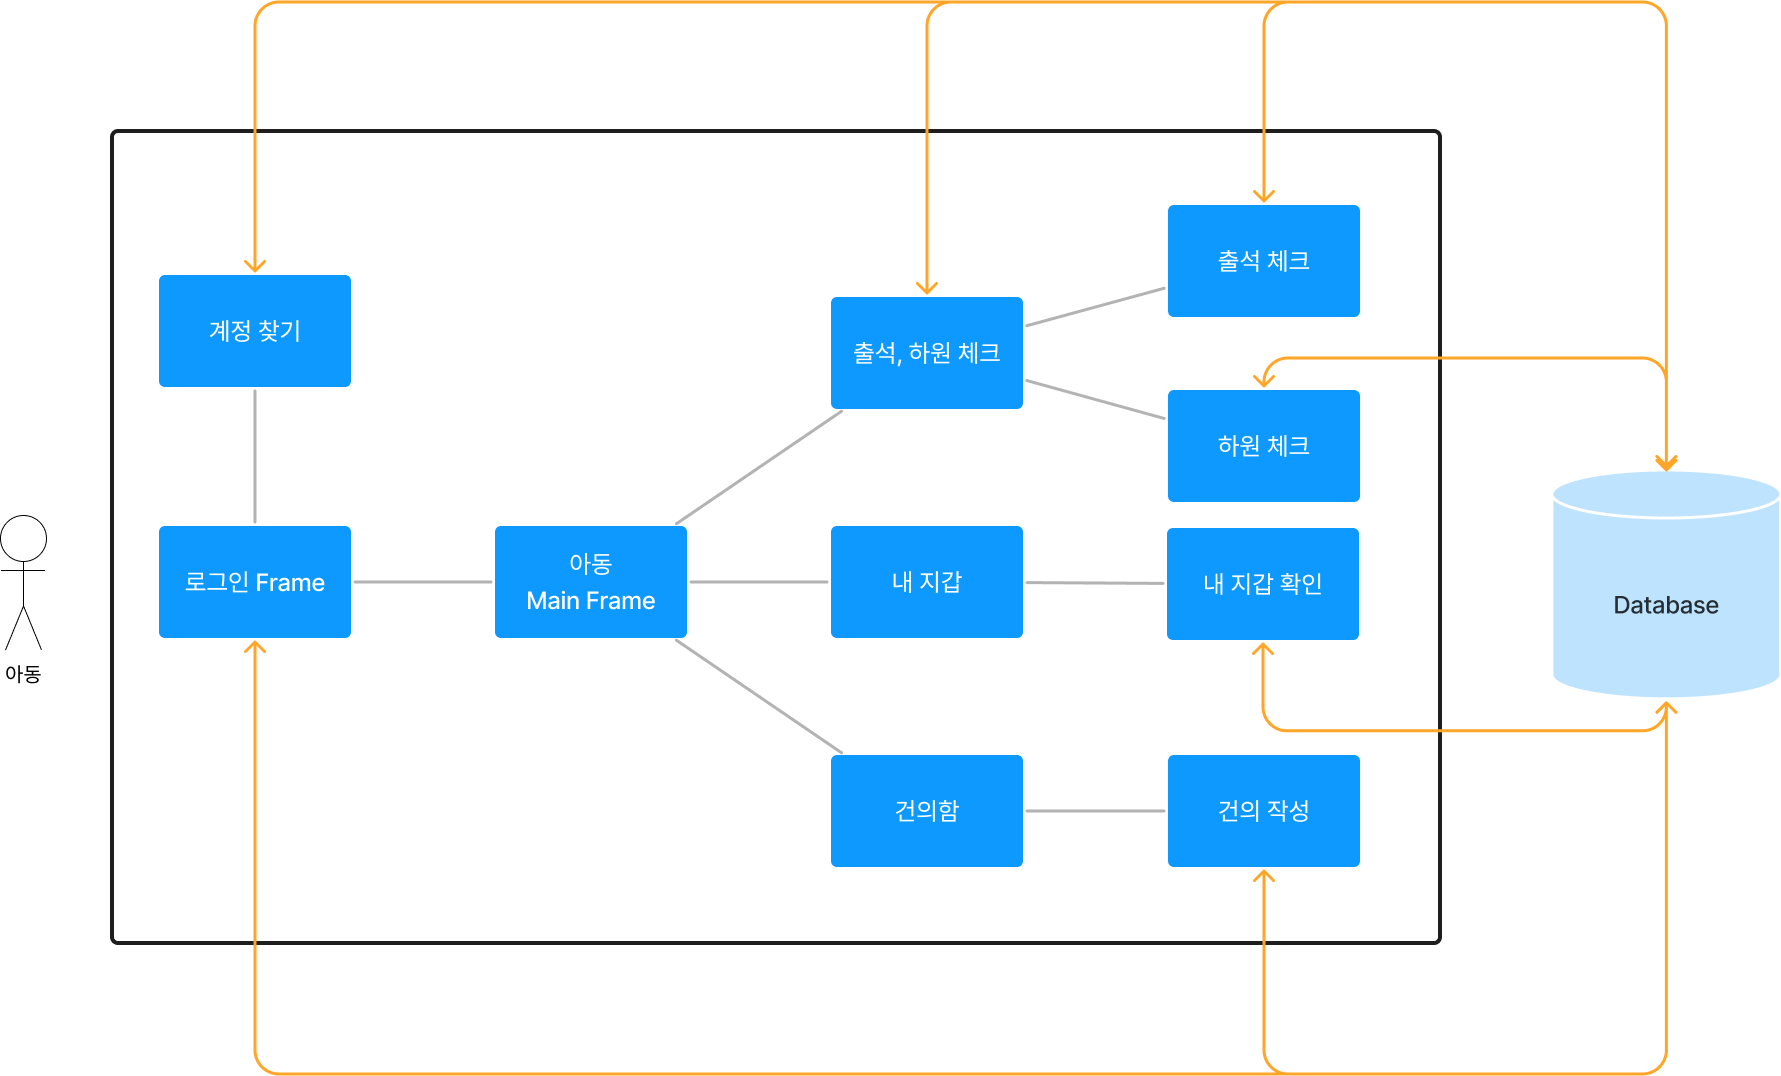 출석 체크
계정 찾기
출석, 하원 체크
하원 체크
로그인 Frame
아동
Main Frame
내 지갑
내 지갑 확인
Database
아동
건의함
건의 작성